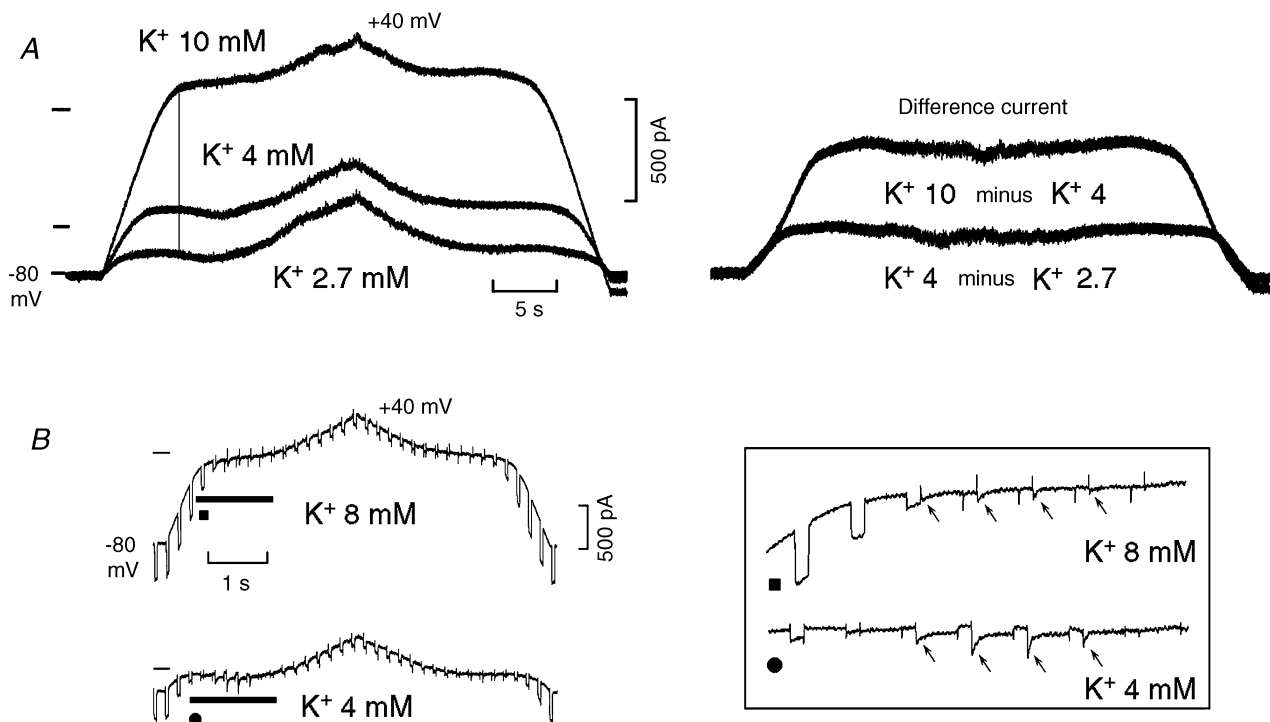 A
K⁺ 10 mM
+40 mV
K⁺ 4 mM
500 pA
-80
mV
K⁺ 2.7 mM
5 s
Difference current
K⁺ 10 minus K⁺ 4
K⁺ 4 minus K⁺ 2.7
B
+40 mV
K⁺ 8 mM
500 pA
-80
mV
1 s
K⁺ 4 mM
K⁺ 8 mM
K⁺ 4 mM